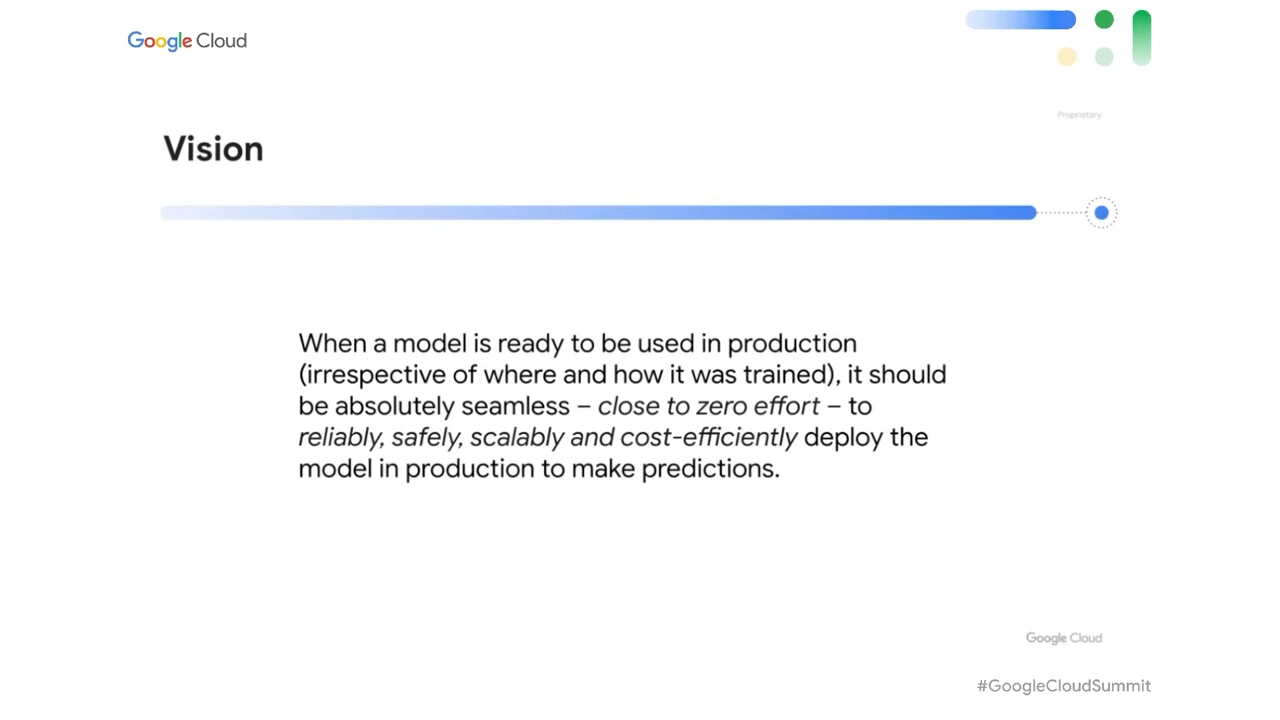 Google Cloud
Proprietary
Vision
When a model is ready to be used in production
(irrespective of where and how it was trained), it should
be absolutely seamless – close to zero effort – to
reliably, safely, scalably and cost-efficiently deploy the
model in production to make predictions.
Google Cloud
#GoogleCloudSummit